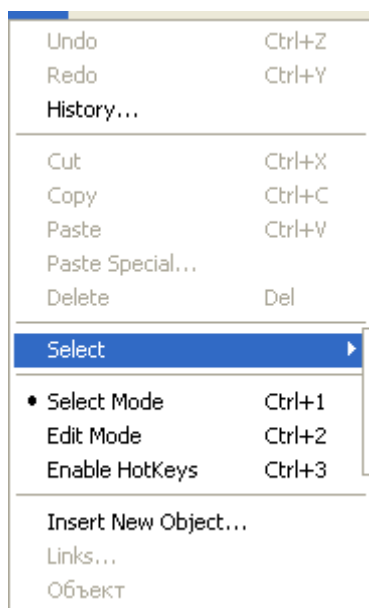 Undo Ctrl+Z
Redo Ctrl+Y
History...
Cut Ctrl+X
Copy Ctrl+C
Paste Ctrl+V
Paste Special...
Delete Del
Select
Select Mode Ctrl+1
Edit Mode Ctrl+2
Enable HotKeys Ctrl+3
Insert New Object...
Links...
Объект